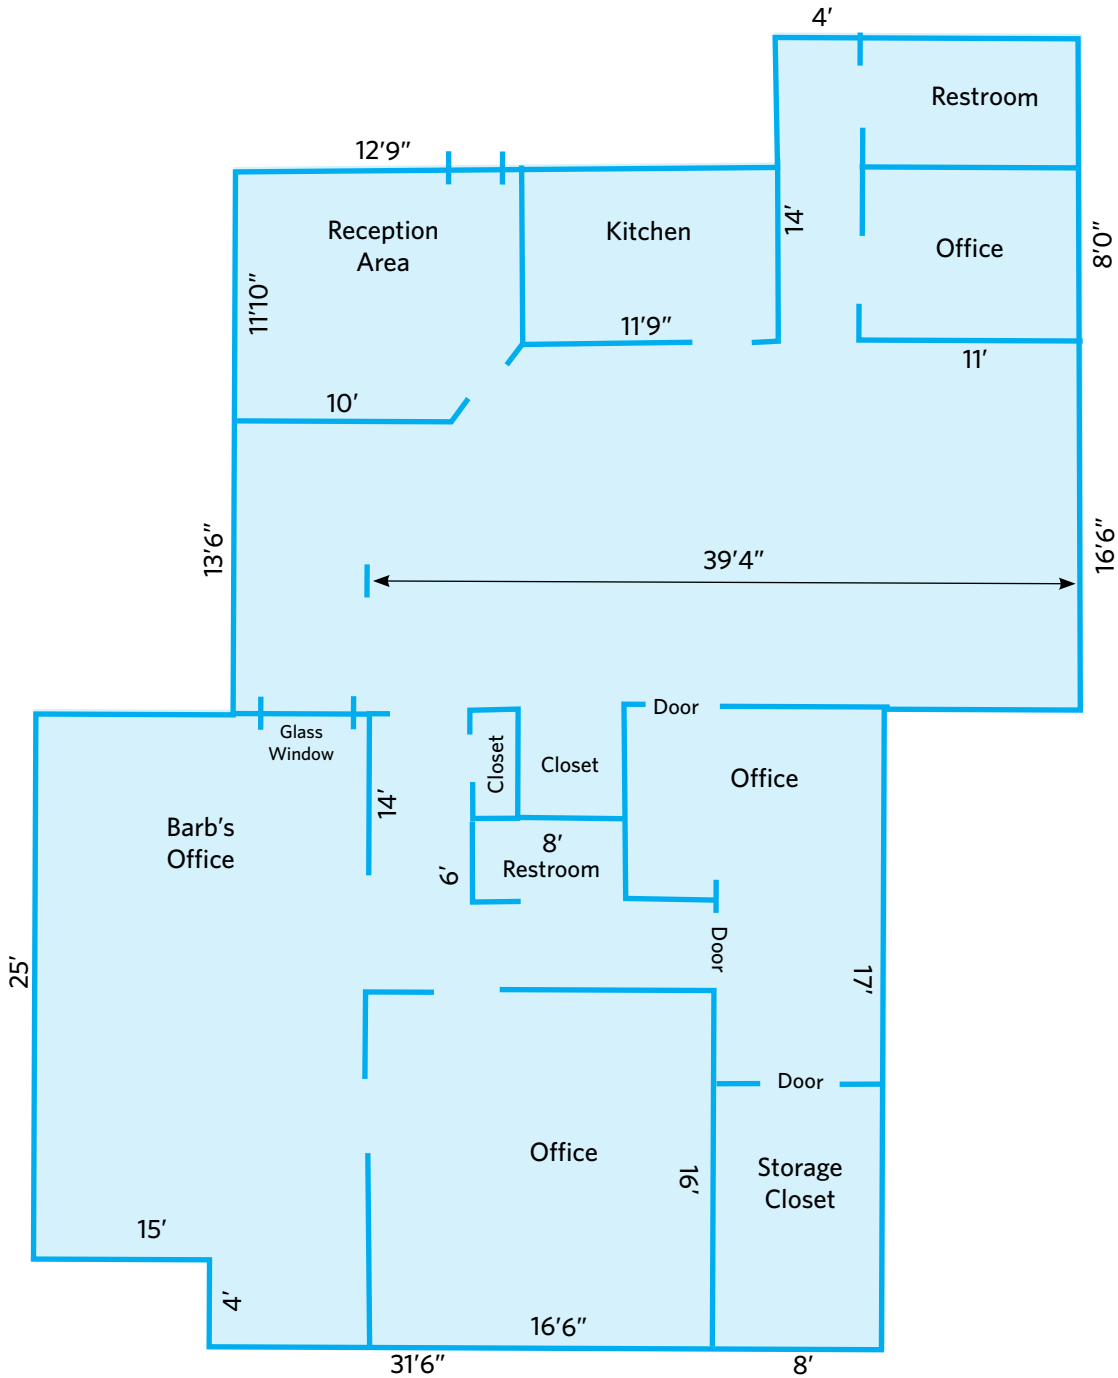 4’
Restroom
12’9”
Reception
Area
Kitchen
14’
Office
8’0”
11’10”
11’9”
11’
10’
13’6”
39’4”
16’6”
Door
Glass
Window
Closet
Closet
Office
14’
Barb’s
Office
8’
Restroom
6’
Door
25’
17’
Door
Office
16’
Storage
Closet
15’
4’
16’6”
31’6”
8’